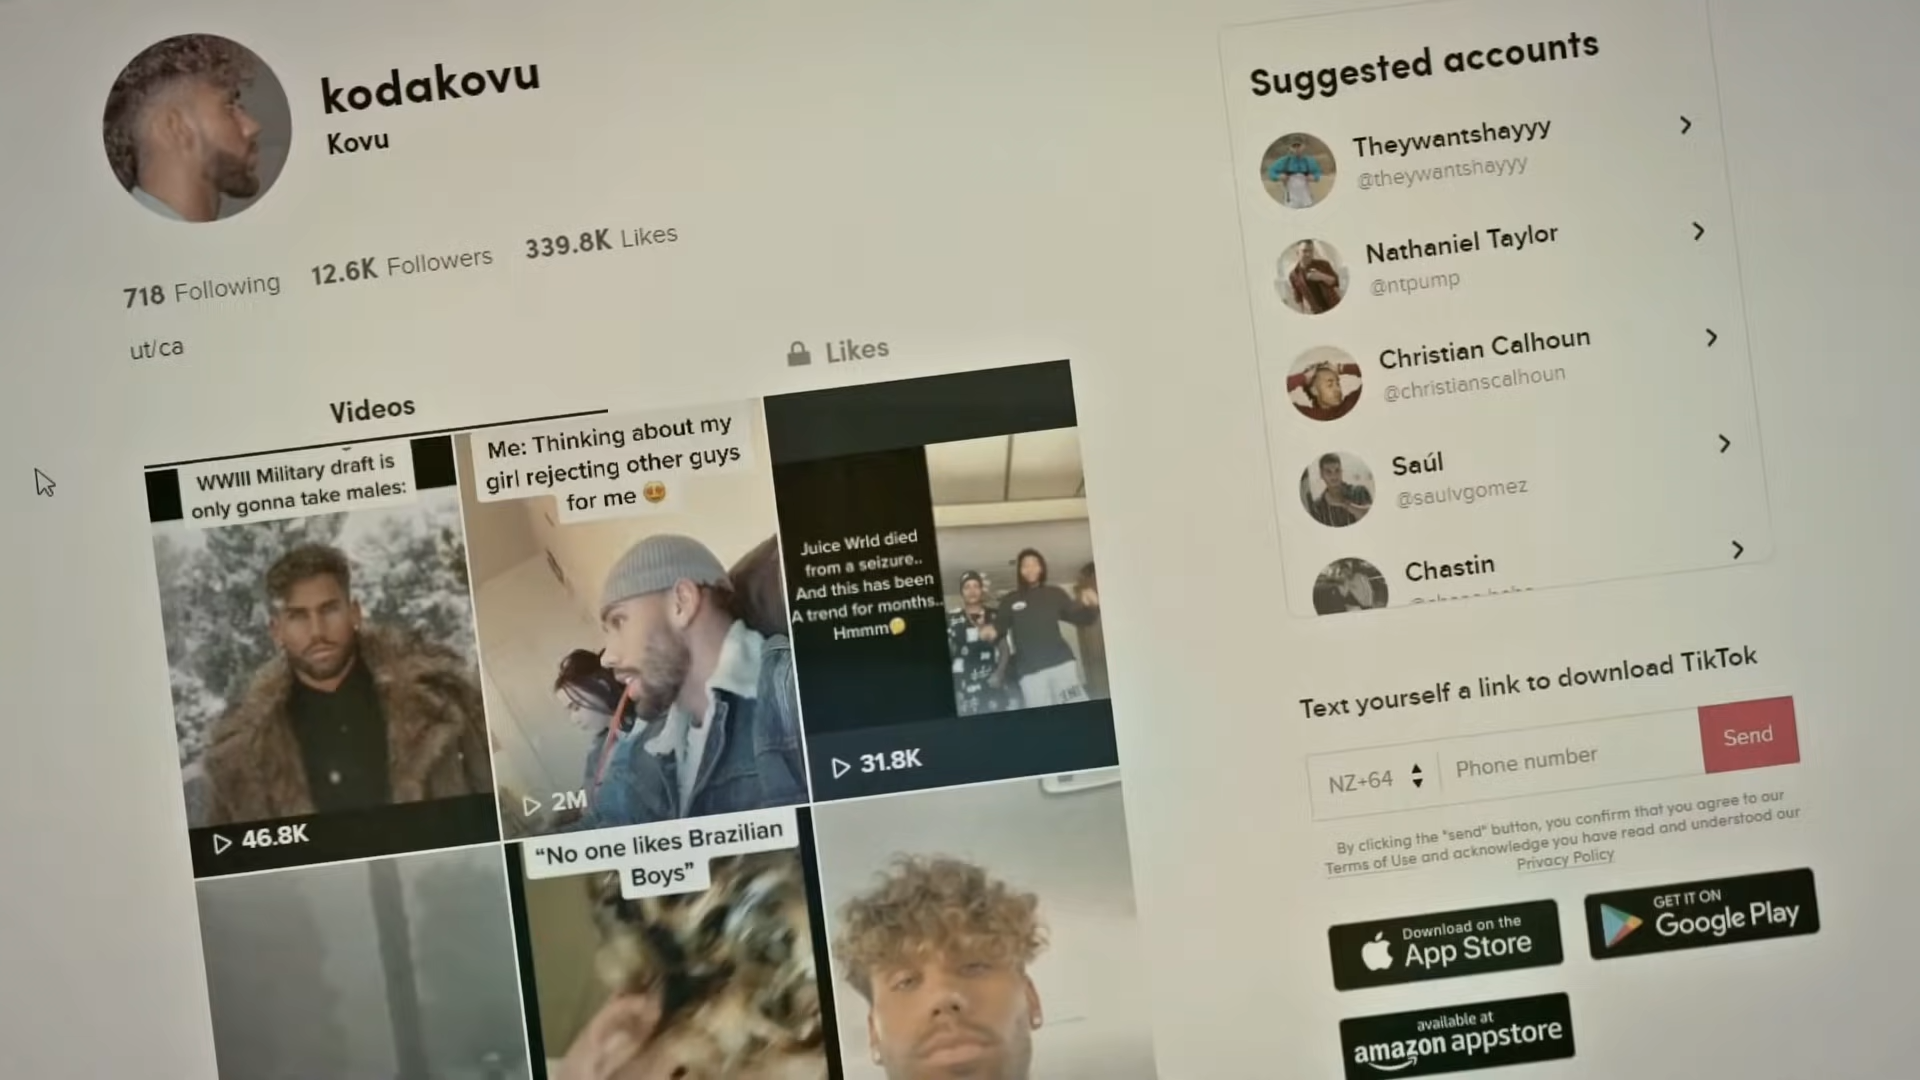 kodakovu
Kovu
718 Following 12.6K Followers 339.8K Likes
ut/ca
Videos
Likes
WWIII Military draft is
only gonna take males:
46.8K
Me: Thinking about my
girl rejecting other guys
for me
2M
Juice Wrld died
from a seizure..
And this has been
A trend for months..
Hmmm
31.8K
"No one likes Brazilian
Boys"
Suggested accounts
Theywantshayyy
@theywantshayyy
Nathaniel Taylor
@ntpump
Christian Calhoun
@christianscalhoun
Saúl
@saulvgomez
Chastin
Text yourself a link to download TikTok
NZ+64 Phone number Send
By clicking the "send" button, you confirm that you agree to our
Terms of Use and acknowledge you have read and understood our
Privacy Policy
Download on the
App Store
GET IT ON
Google Play
available at
amazon appstore